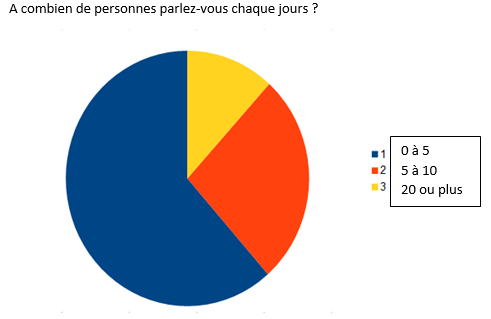 A combien de personnes parlez-vous chaque jours ?
1 0 à 5
2 5 à 10
3 20 ou plus